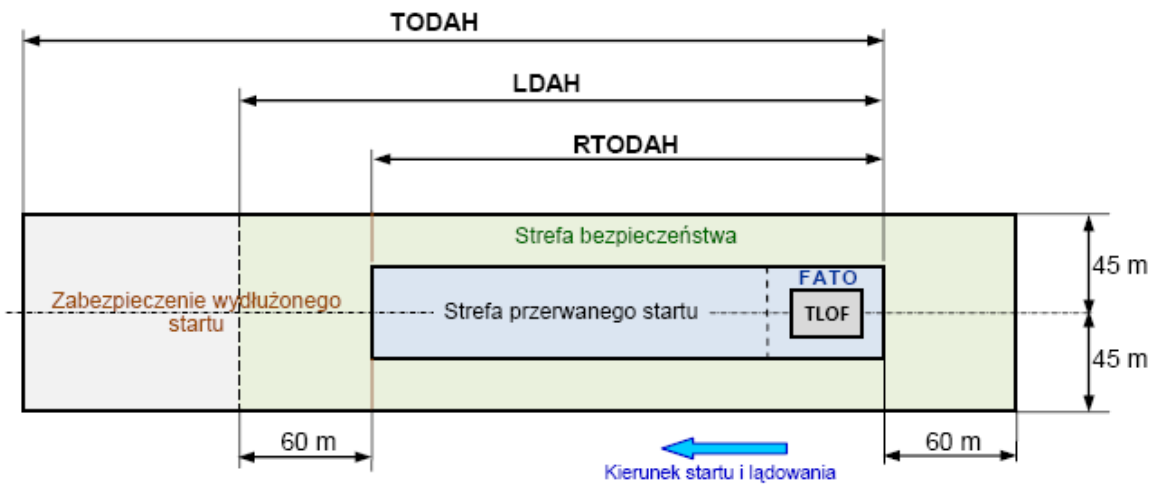 TODAH
LDAH
RTODAH
Strefa bezpieczeństwa
45 m
FATO
Zabezpieczenie wydłużonego
startu
Strefa przerwanego startu
TLOF
45 m
60 m
60 m
Kierunek startu i lądowania